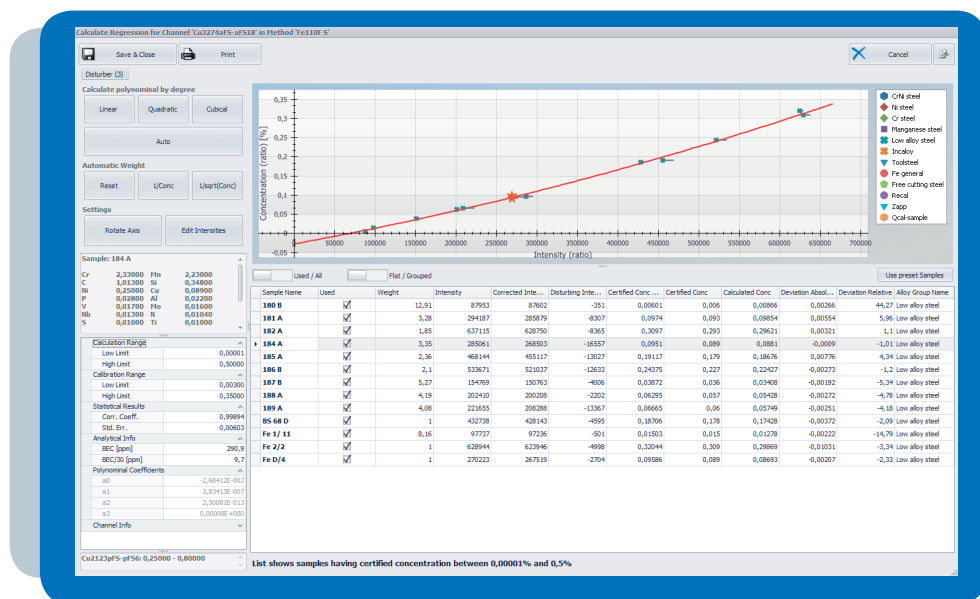 Calculate Regression for Channel 'Cu3274aFS-aFS18' in Method 'Fe110F S'
Save & Close Print Cancel
Disturber (3)
Calculate polynominal by degree
Linear Quadratic Cubical
Auto
Automatic Weight
Reset 1/Conc 1/sqrt(Conc)
Settings
Rotate Axis Edit Intensities
Sample: 184 A
Cr 2,33000 Mn 2,23000
C 1,01300 Si 0,34800
Ni 0,25000 Cu 0,08900
P 0,02800 Al 0,02200
V 0,01700 Mo 0,01600
Nb 0,01300 N 0,01040
S 0,01000 Ti 0,01000
Calculation Range
Low Limit 0,00001
High Limit 0,50000
Calibration Range
Low Limit 0,00300
High Limit 0,35000
Statistical Results
Corr. Coeff. 0,99894
Std. Err. 0,00603
Analytical Info
BEC [ppm] 290,9
BEC/30 [ppm] 9,7
Polynominal Coefficients
a0 -2,68412E-002
a1 3,83413E-007
a2 2,50081E-013
a3 0,00000E+000
Channel Info
Cu2123pFS-pFS6: 0,25000 - 0,80000
Concentration (ratio) [%]
0,35
0,3
0,25
0,2
0,15
0,1
0,05
0
-0,05
0 50000 100000 150000 200000 250000 300000 350000 400000 450000 500000 550000 600000 650000 700000
Intensity (ratio)
CrNi steel
Ni steel
Cr steel
Manganese steel
Low alloy steel
Incaloy
Toolsteel
Fe general
Free cutting steel
Recal
Zapp
Qcal-sample
Used / All Flat / Grouped Use preset Samples
Sample Name Used Weight Intensity Corrected Inte... Disturbing Inte... Certified Conc ... Certified Conc Calculated Conc Deviation Absol... Deviation Relative Alloy Group Name
180 B 12,91 87953 87602 -351 0,00601 0,006 0,00866 0,00266 44,27 Low alloy steel
181 A 3,28 294187 285879 -8307 0,0974 0,093 0,09854 0,00554 5,96 Low alloy steel
182 A 1,85 637115 628750 -8365 0,3097 0,293 0,29621 0,00321 1,1 Low alloy steel
184 A 3,35 285061 268503 -16557 0,0951 0,089 0,0881 -0,0009 -1,01 Low alloy steel
185 A 2,36 468144 455117 -13027 0,19117 0,179 0,18676 0,00776 4,34 Low alloy steel
186 B 2,1 533671 521037 -12633 0,24375 0,227 0,22427 -0,00273 -1,2 Low alloy steel
187 B 5,27 154769 150763 -4006 0,03872 0,036 0,03408 -0,00192 -5,34 Low alloy steel
188 A 4,19 202410 200208 -2202 0,06295 0,057 0,05428 -0,00272 -4,78 Low alloy steel
189 A 4,08 221655 208288 -13367 0,06665 0,06 0,05749 -0,00251 -4,18 Low alloy steel
BS 68 D 1 432738 428143 -4595 0,18706 0,178 0,17428 -0,00372 -2,09 Low alloy steel
Fe 1/ 11 8,16 97737 97236 -501 0,01503 0,015 0,01278 -0,00222 -14,79 Low alloy steel
Fe 2/2 1 628944 623946 -4998 0,32044 0,309 0,29869 -0,01031 -3,34 Low alloy steel
Fe D/4 1 270223 267519 -2704 0,09586 0,089 0,08693 -0,00207 -2,33 Low alloy steel
List shows samples having certified concentration between 0,00001% and 0,5%